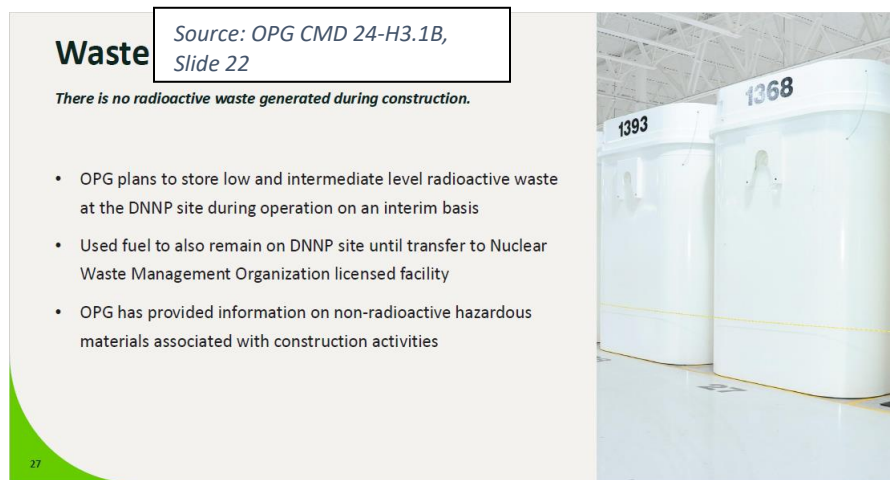 Waste
Source: OPG CMD 24-H3.1B,
Slide 22
There is no radioactive waste generated during construction.
• OPG plans to store low and intermediate level radioactive waste
at the DNNP site during operation on an interim basis
• Used fuel to also remain on DNNP site until transfer to Nuclear
Waste Management Organization licensed facility
• OPG has provided information on non-radioactive hazardous
materials associated with construction activities
27
1393
1368